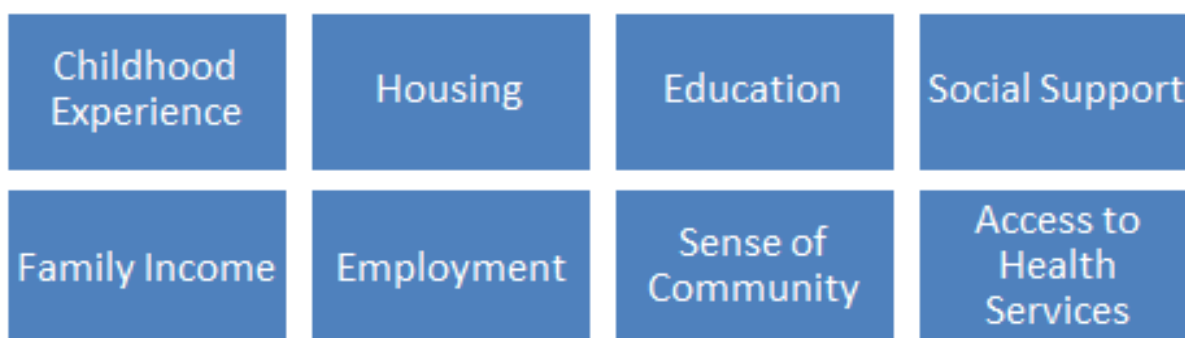 Childhood
Experience
Housing
Education
Social Support
Family Income
Employment
Sense of
Community
Access to
Health
Services